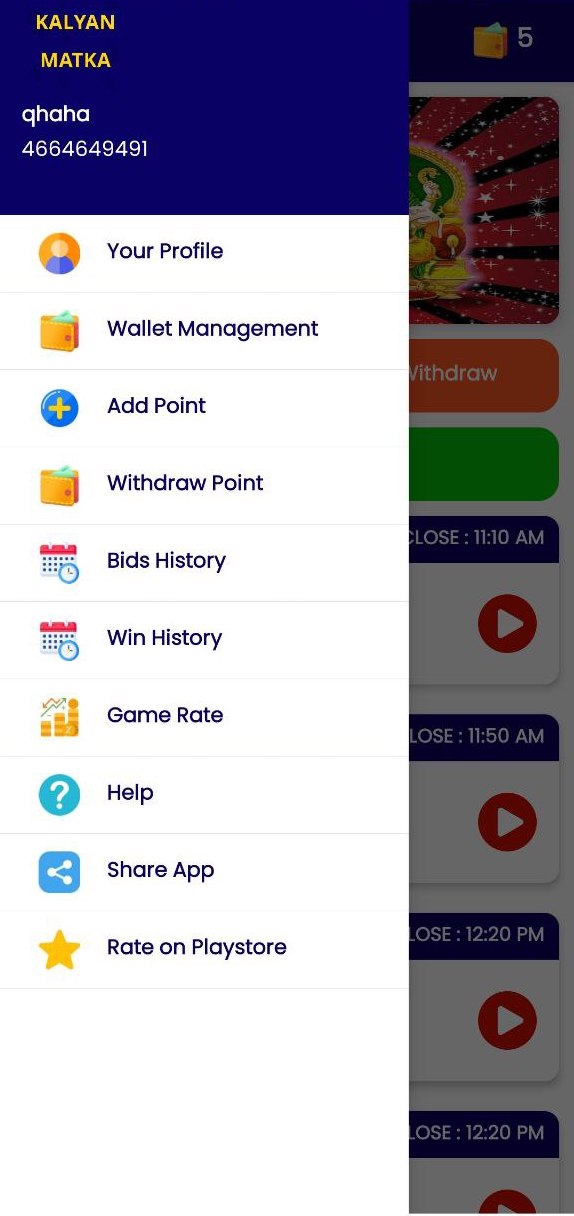 KALYAN
MATKA
5
qhaha
4664649491
Your Profile
Wallet Management
Withdraw
Add Point
Withdraw Point
CLOSE : 11:10 AM
Bids History
Win History
Game Rate
LOSE : 11:50 AM
Help
Share App
Rate on Playstore
LOSE : 12:20 PM
LOSE : 12:20 PM